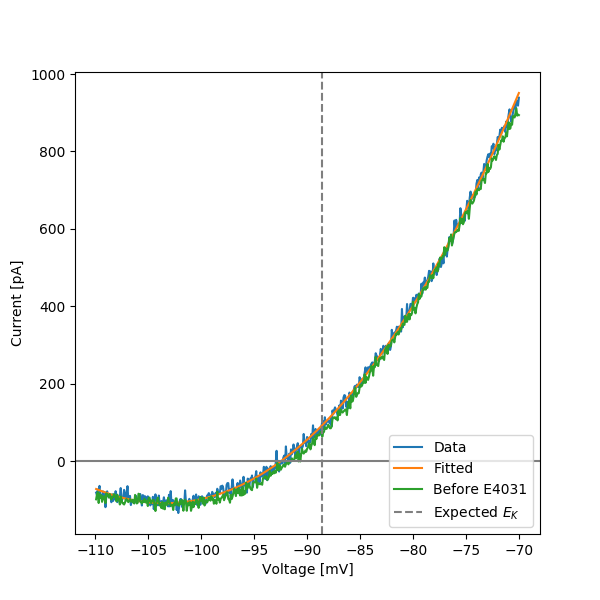 1000
800
600
400
200
0
Current [pA]
Data
Fitted
Before E4031
Expected E_K
−110
−105
−100
−95
−90
−85
−80
−75
−70
Voltage [mV]